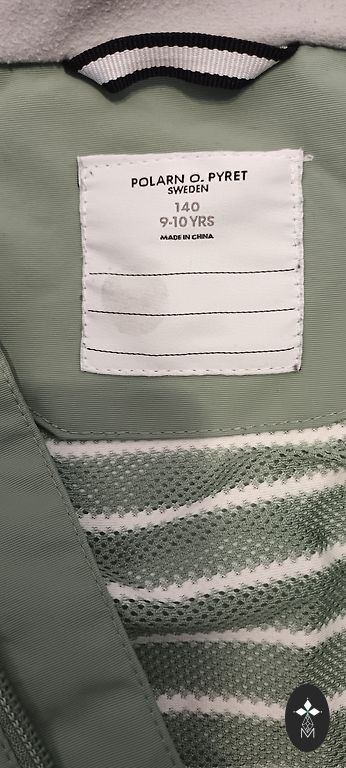 POLARN O. PYRET
SWEDEN
140
9-10 YRS
MADE IN CHINA
M